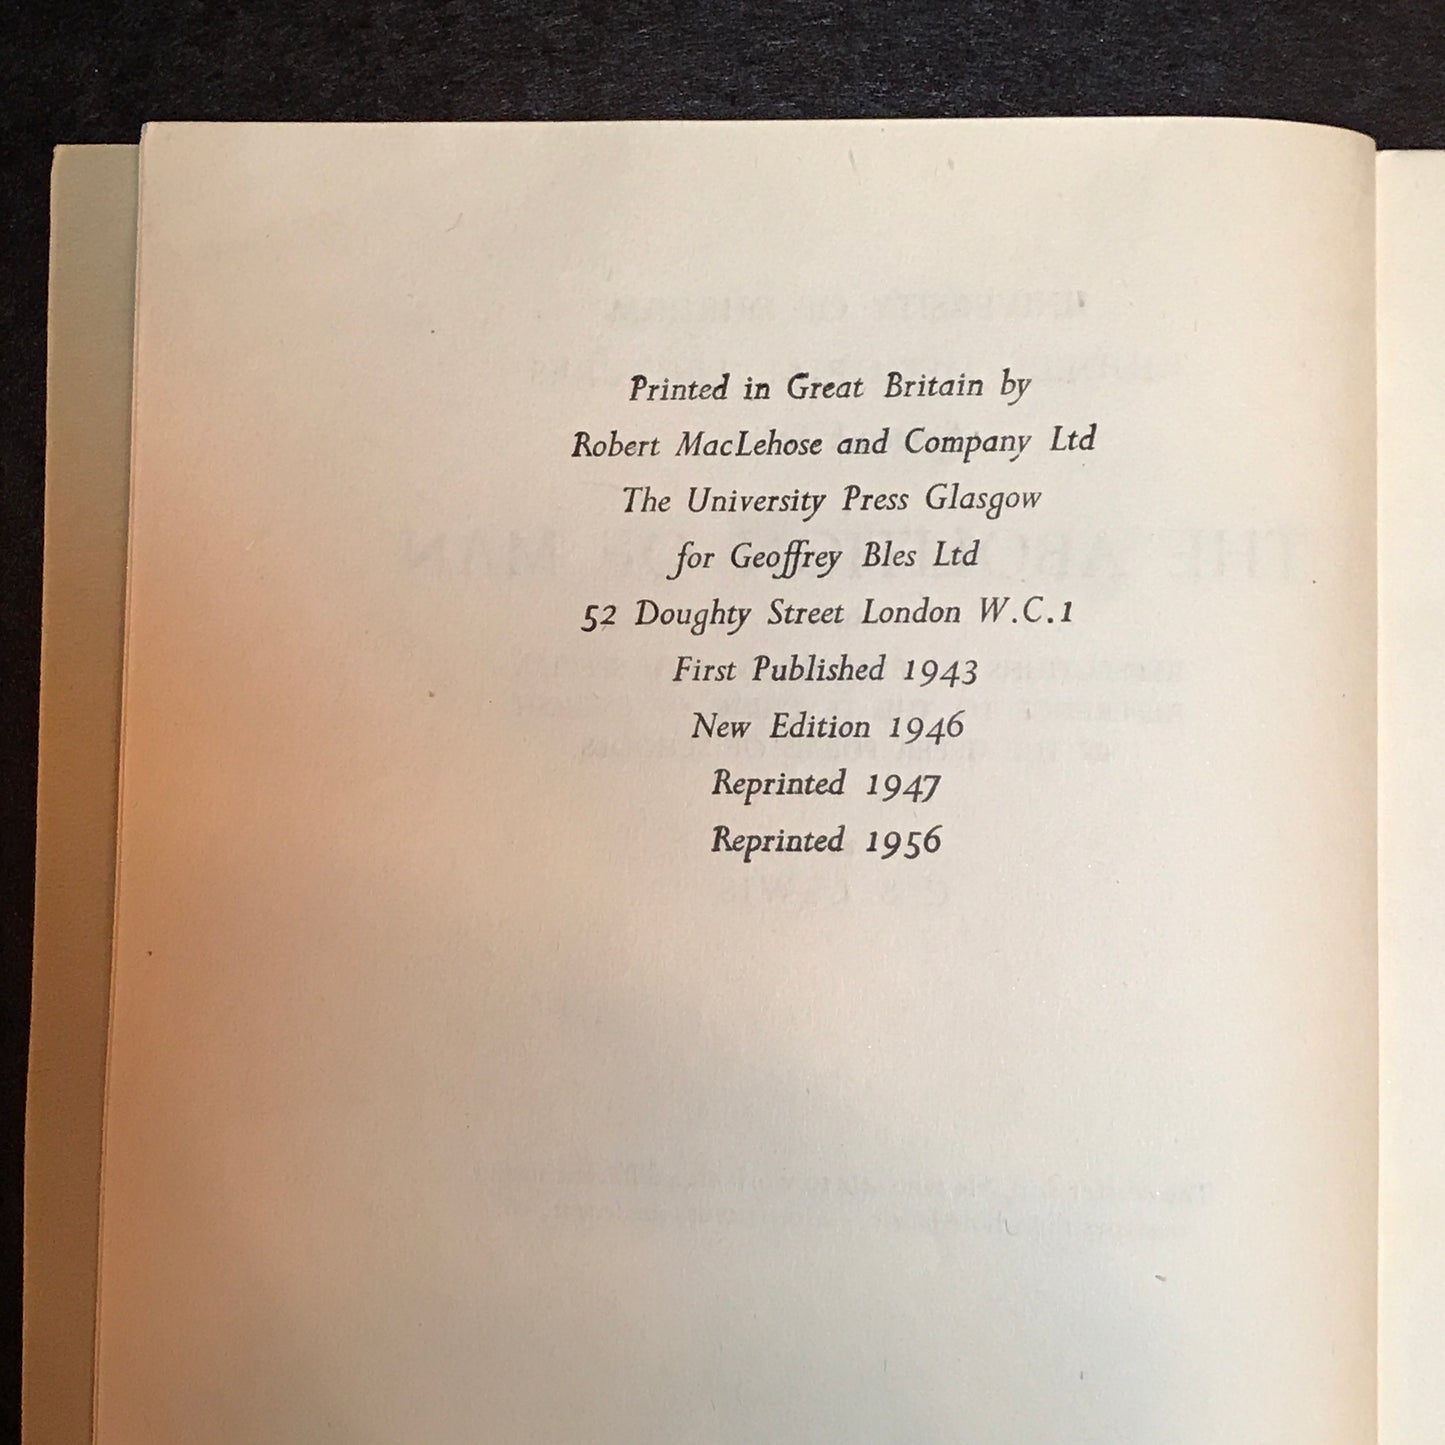 Printed in Great Britain by
Robert MacLehose and Company Ltd
The University Press Glasgow
for Geoffrey Bles Ltd
52 Doughty Street London W.C.1
First Published 1943
New Edition 1946
Reprinted 1947
Reprinted 1956